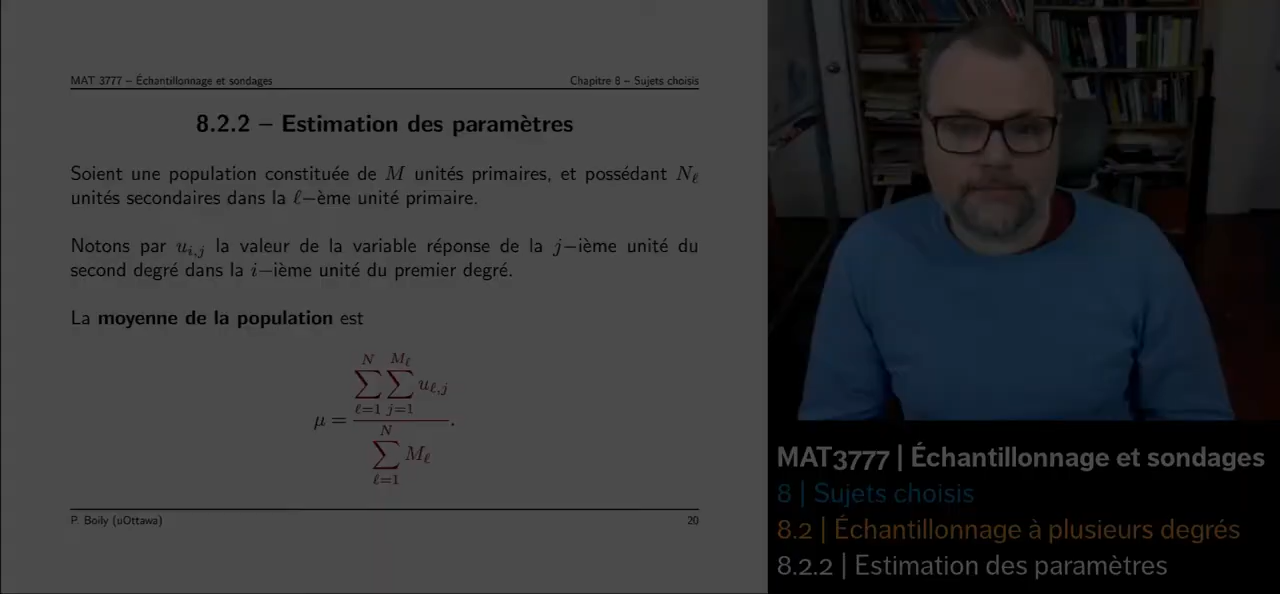 MAT 3777 – Échantillonnage et sondages
Chapitre 8 – Sujets choisis
8.2.2 – Estimation des paramètres
Soient une population constituée de M unités primaires, et possédant N_ℓ
unités secondaires dans la ℓ–ème unité primaire.
Notons par u_{i,j} la valeur de la variable réponse de la j–ième unité du
second degré dans la i–ième unité du premier degré.
La moyenne de la population est
μ = \frac{\sum_{ℓ=1}^{N} \sum_{j=1}^{M_ℓ} u_{ℓ,j}}{\sum_{ℓ=1}^{N} M_ℓ}.
P. Boily (uOttawa)
20
MAT3777 | Échantillonnage et sondages
8 | Sujets choisis
8.2 | Échantillonnage à plusieurs degrés
8.2.2 | Estimation des paramètres